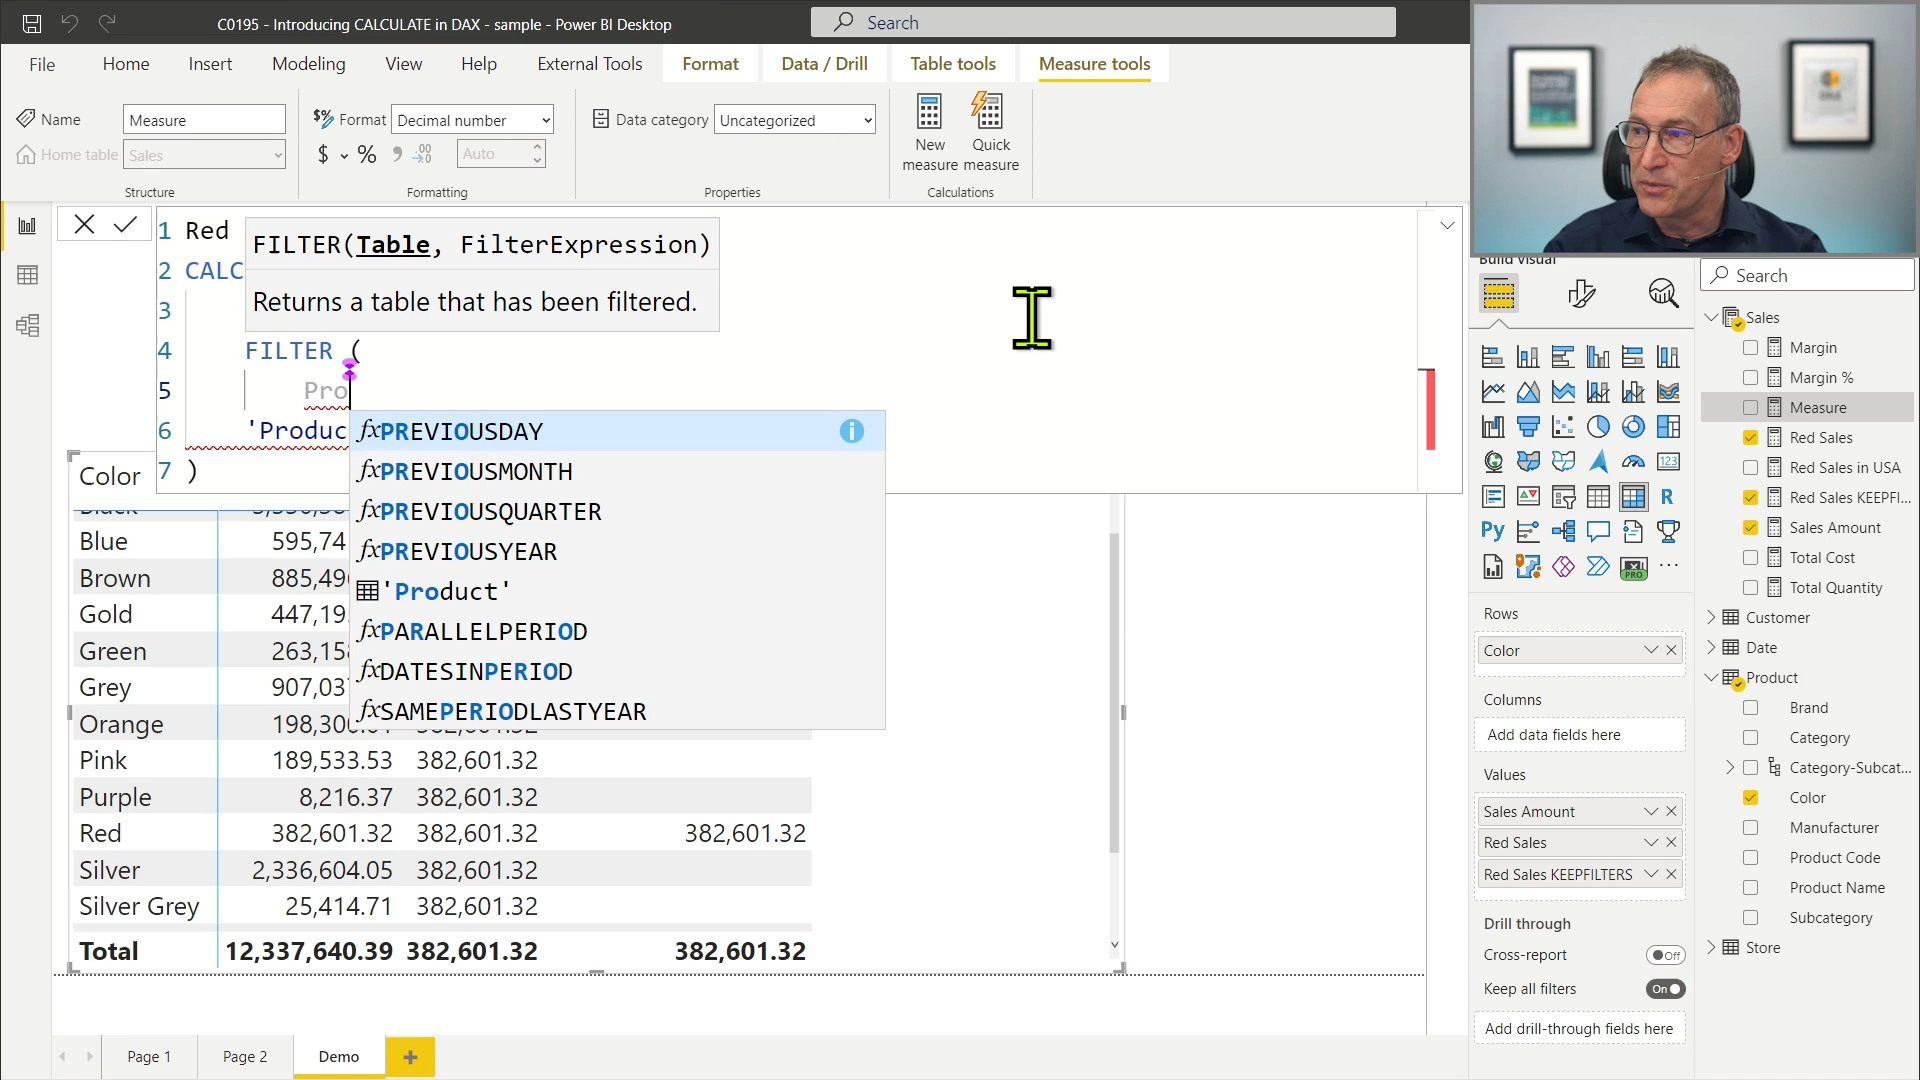 C0195 - Introducing CALCULATE in DAX - sample - Power BI Desktop
Search
File Home Insert Modeling View Help External Tools Format Data / Drill Table tools Measure tools
Name Measure
Home table Sales
Structure
Format Decimal number
$ % Auto
Formatting
Data category Uncategorized
Properties
New measure
Quick measure
Calculations
1 Red
2 CALC
3
4 FILTER (
5 Pro
6 'Produc
7 )
FILTER(Table, FilterExpression)
Returns a table that has been filtered.
PREVIOUSDAY
PREVIOUSMONTH
PREVIOUSQUARTER
PREVIOUSYEAR
'Product'
PARALLELPERIOD
DATESINPERIOD
SAMEPERIODLASTYEAR
Color
Blue 595,74
Brown 885,49
Gold 447,19
Green 263,15
Grey 907,03
Orange 198,300
Pink 189,533.53 382,601.32
Purple 8,216.37 382,601.32
Red 382,601.32 382,601.32 382,601.32
Silver 2,336,604.05 382,601.32
Silver Grey 25,414.71 382,601.32
Total 12,337,640.39 382,601.32 382,601.32
Page 1 Page 2 Demo +
Build visual
123
R
Py
PRO
Rows
Color
Columns
Add data fields here
Values
Sales Amount
Red Sales
Red Sales KEEPFILTERS
Drill through
Cross-report Off
Keep all filters On
Add drill-through fields here
Search
Sales
Margin
Margin %
Measure
Red Sales
Red Sales in USA
Red Sales KEEPFI...
Sales Amount
Total Cost
Total Quantity
Customer
Date
Product
Brand
Category
Category-Subcat...
Color
Manufacturer
Product Code
Product Name
Subcategory
Store